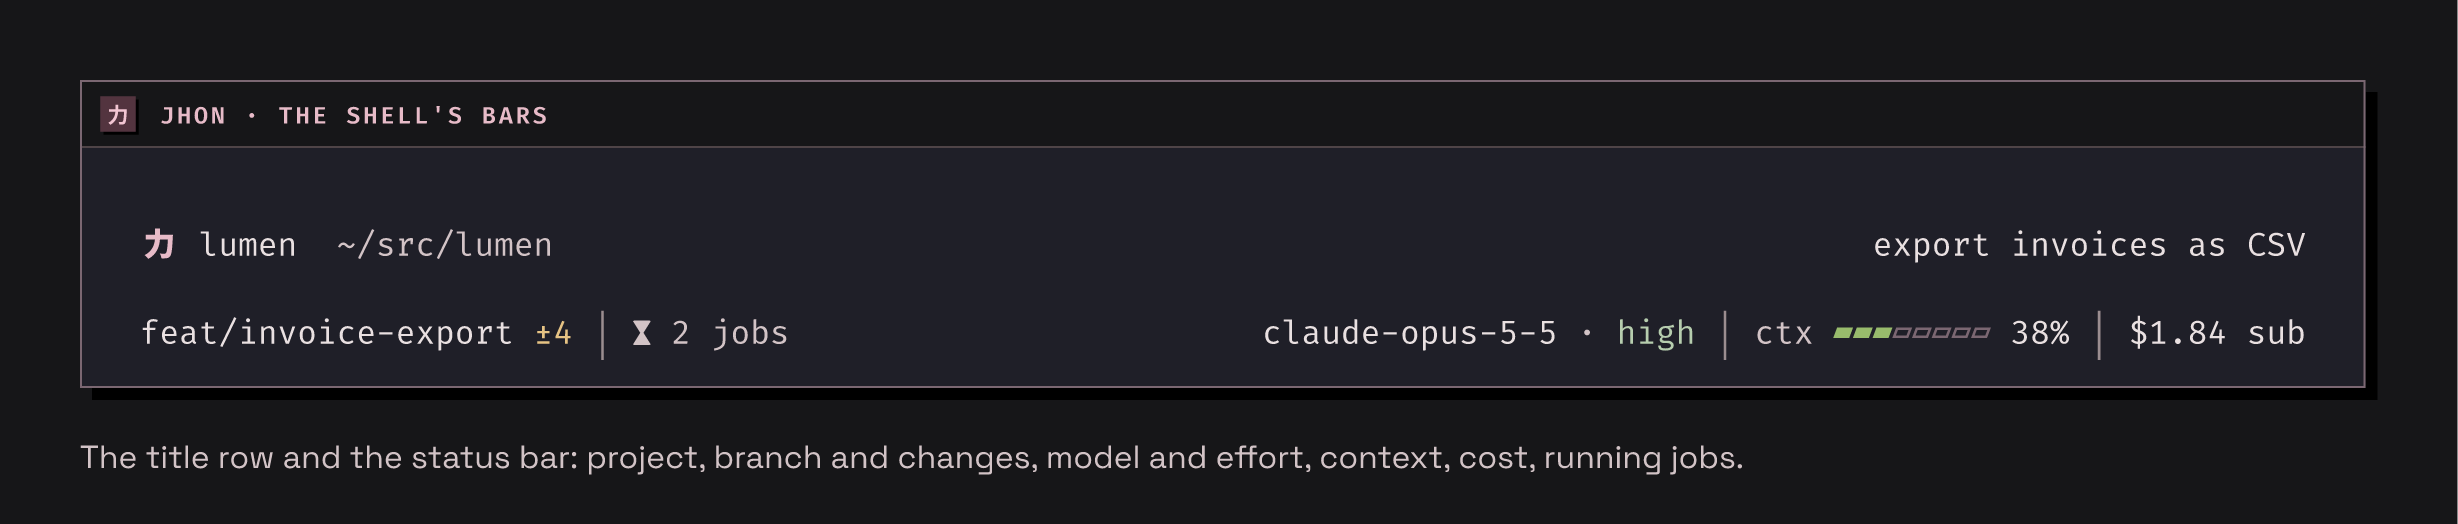 力 JHON · THE SHELL'S BARS
力 lumen ~/src/lumen export invoices as CSV
feat/invoice-export ±4 │ ⧗ 2 jobs claude-opus-5-5 · high │ ctx ▰▰▰▱▱▱▱▱ 38% │ $1.84 sub
The title row and the status bar: project, branch and changes, model and effort, context, cost, running jobs.